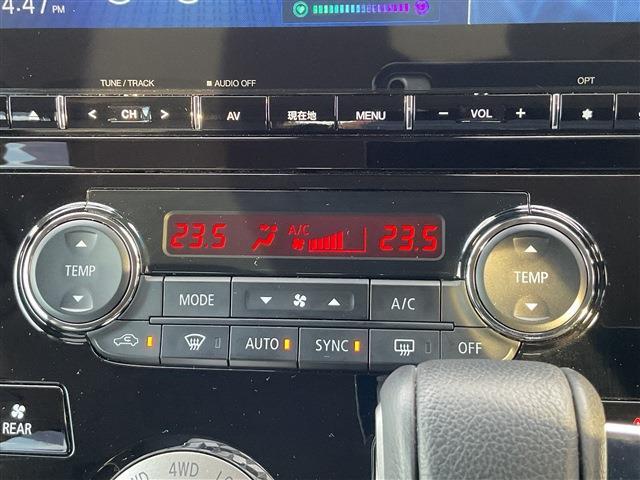 4:47 PM
TUNE / TRACK
AUDIO OFF
OPT
< CH >
AV
現在地
MENU
− VOL +
✱
23.5
A/C
23.5
TEMP
TEMP
MODE
A/C
AUTO
SYNC
OFF
REAR
4WD